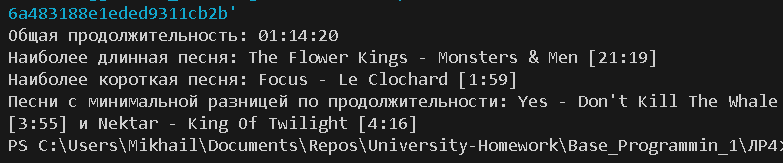 6a483188e1eded9311cb2b'
Общая продолжительность: 01:14:20
Наиболее длинная песня: The Flower Kings - Monsters & Men [21:19]
Наиболее короткая песня: Focus - Le Clochard [1:59]
Песни с минимальной разницей по продолжительности: Yes - Don't Kill The Whale
[3:55] и Nektar - King Of Twilight [4:16]
PS C:\Users\Mikhail\Documents\Repos\University-Homework\Base_Programmin_1\ЛР4